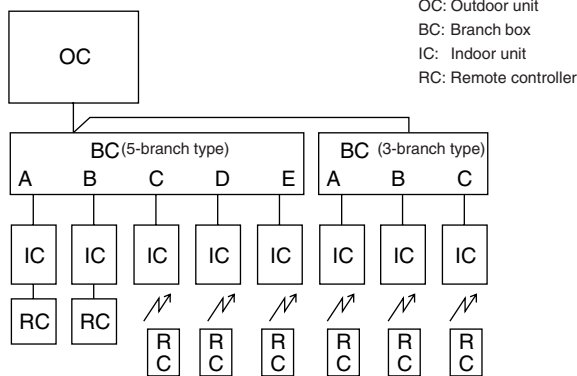 OC: Outdoor unit
BC: Branch box
IC: Indoor unit
RC: Remote controller
OC
BC (5-branch type)
A B C D E
BC (3-branch type)
A B C
IC IC IC IC IC IC IC IC
RC RC
R R R R R R
C C C C C C